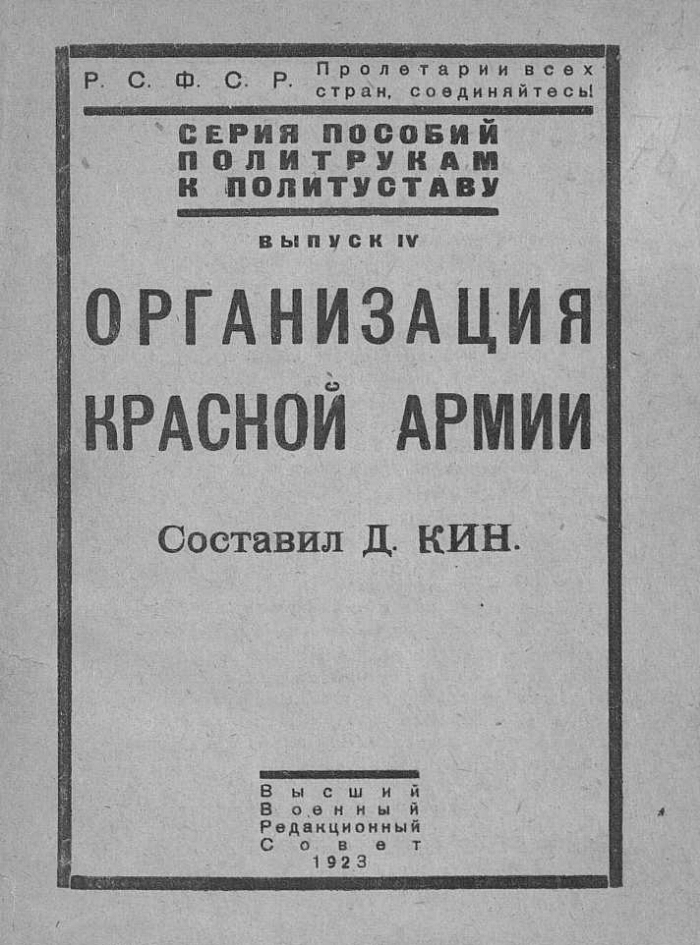 Р. С. Ф. С. Р.
Пролетарии всех
стран, соединяйтесь!
СЕРИЯ ПОСОБИЙ
ПОЛИТРУКАМ
К ПОЛИТУСТАВУ
ВЫПУСК IV
ОРГАНИЗАЦИЯ
КРАСНОЙ АРМИИ
Составил Д. КИН.
Высший
Военный
Редакционный
Совет
1923